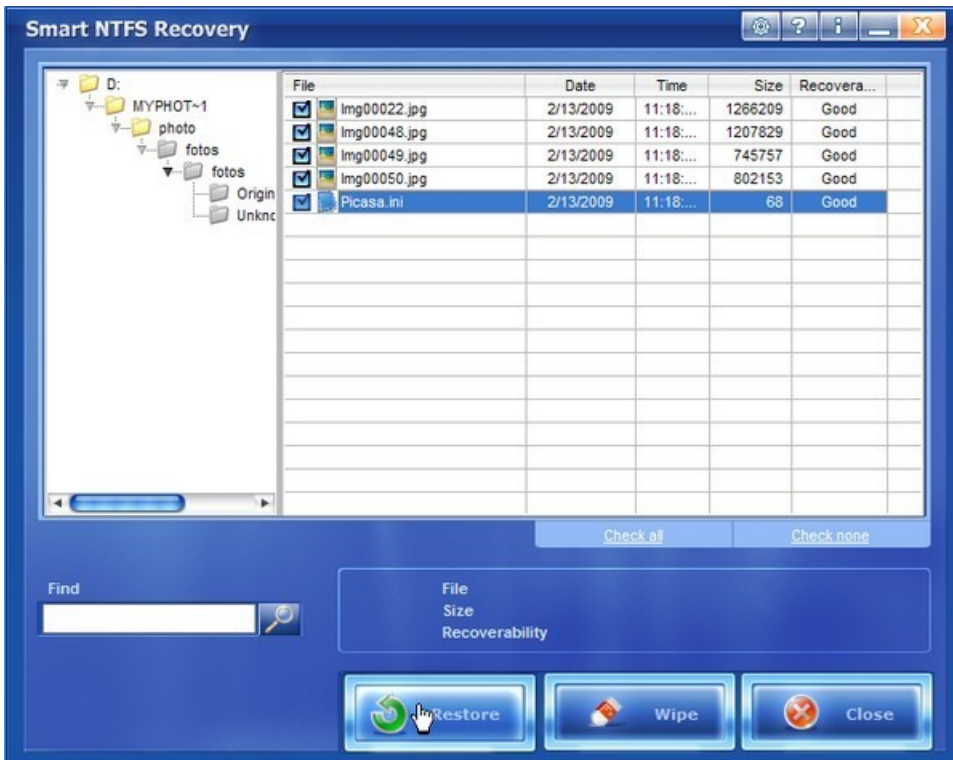 Smart NTFS Recovery
D:
MYPHOT~1
photo
fotos
fotos
Origin
Unknc
File Date Time Size Recovera...
Img00022.jpg 2/13/2009 11:18:... 1266209 Good
Img00048.jpg 2/13/2009 11:18:... 1207829 Good
Img00049.jpg 2/13/2009 11:18:... 745757 Good
Img00050.jpg 2/13/2009 11:18:... 802153 Good
Picasa.ini 2/13/2009 11:18:... 68 Good
Check all Check none
Find
File
Size
Recoverability
Restore Wipe Close